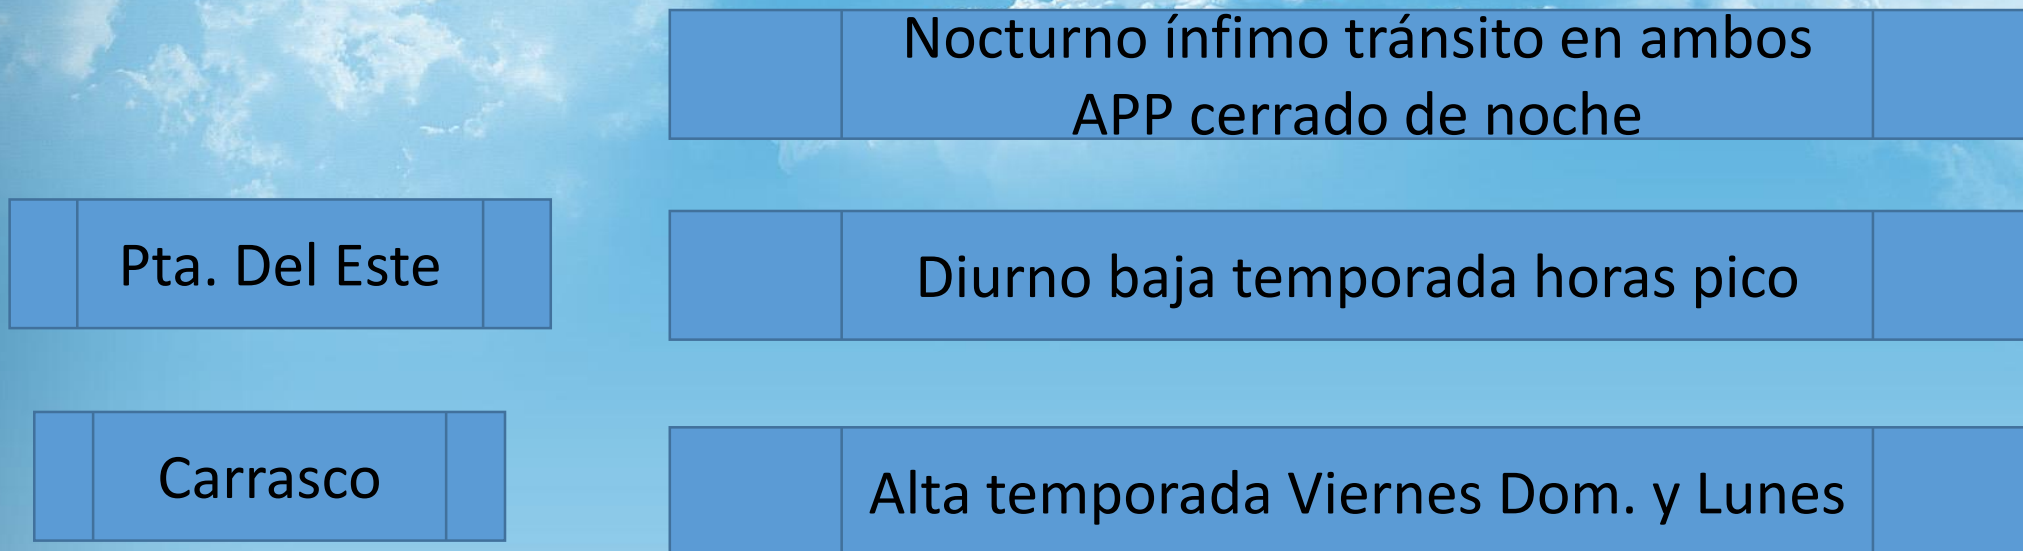 Nocturno ínfimo tránsito en ambos
APP cerrado de noche
Pta. Del Este
Diurno baja temporada horas pico
Carrasco
Alta temporada Viernes Dom. y Lunes